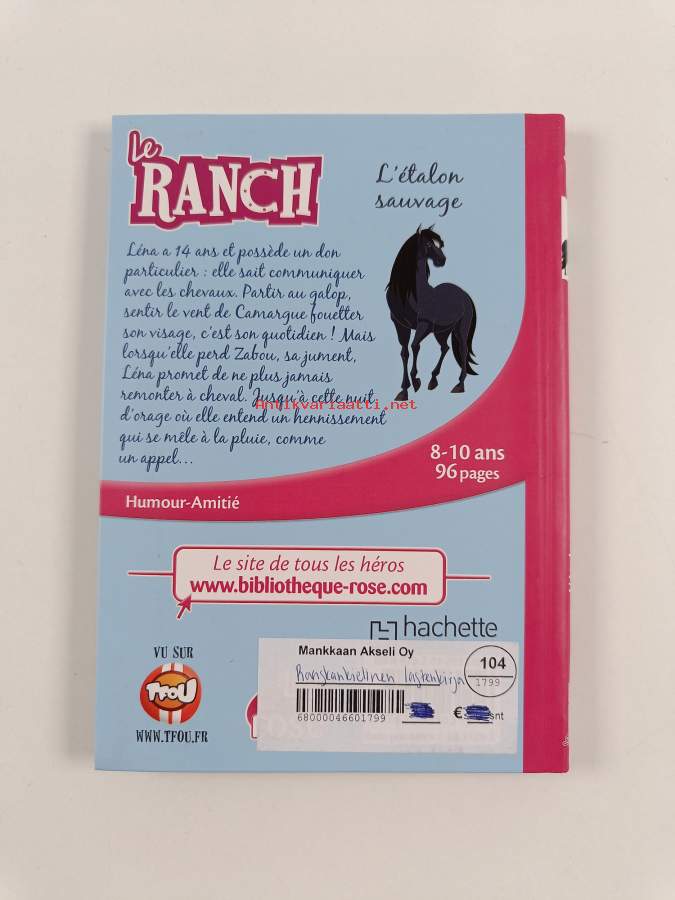 Le
RANCH
L'étalon
sauvage
Léna a 14 ans et possède un don
particulier : elle sait communiquer
avec les chevaux. Partir au galop,
sentir le vent de Camargue fouetter
son visage, c'est son quotidien ! Mais
lorsqu'elle perd Zabou, sa jument,
Léna promet de ne plus jamais
remonter à cheval. Jusqu'à cette nuit
Antikvariaatti.net
d'orage où elle entend un hennissement
qui se mêle à la pluie, comme
un appel...
8-10 ans
96 pages
Humour-Amitié
Le site de tous les héros
www.bibliotheque-rose.com
hachette
VU SUR
TFOU
WWW.TFOU.FR
Mankkaan Akseli Oy
Ranskankielinen lastenkirja
104
1799
68000046601799
€ snt